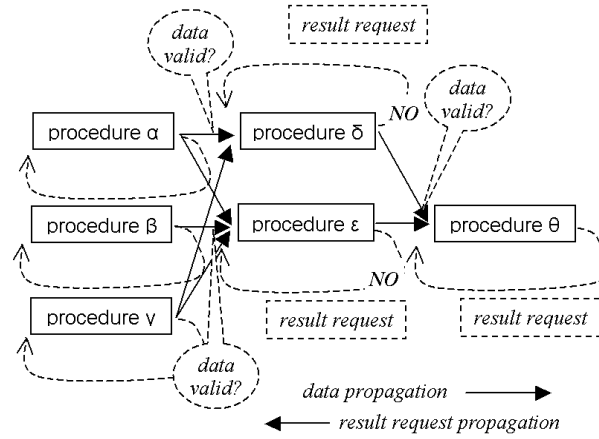 data
valid?
result request
data
valid?
NO
procedure α
procedure δ
procedure β
procedure ε
procedure θ
NO
procedure γ
result request
result request
data
valid?
data propagation
result request propagation